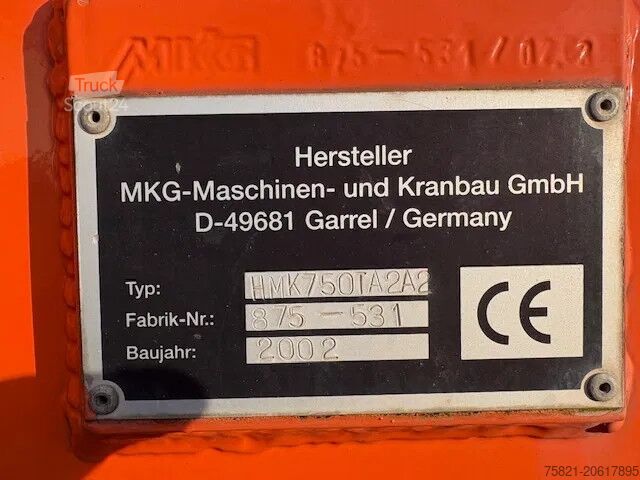 MKG 875-531/02.2
Truck
Scout24
Hersteller
MKG-Maschinen- und Kranbau GmbH
D-49681 Garrel / Germany
Typ: HMK750TA2A2
Fabrik-Nr.: 875-531
Baujahr: 2002
CE
75821-20617895